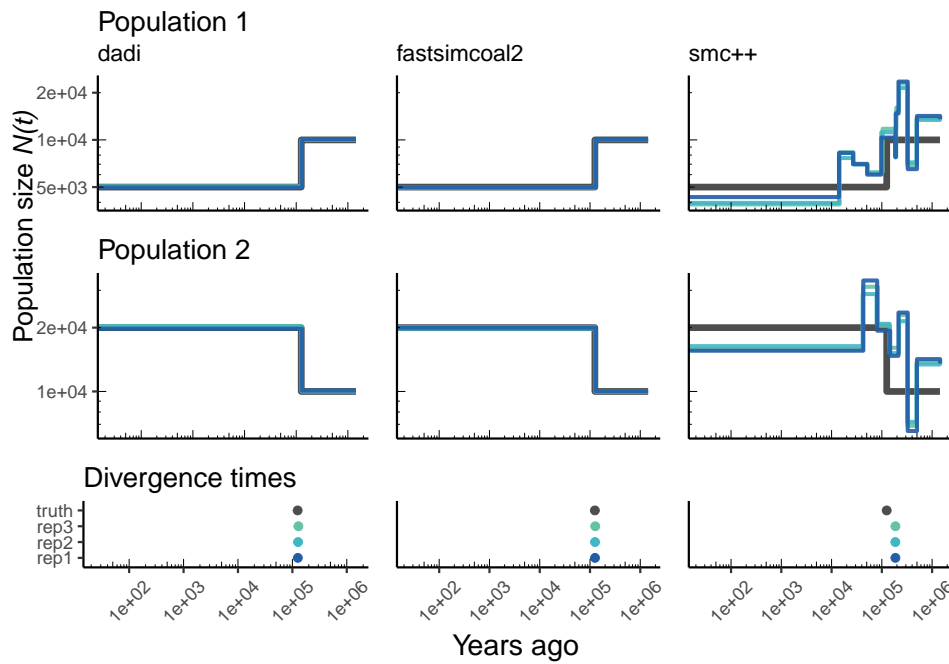 Population 1
dadi
fastsimcoal2
smc++
Population size N(t)
2e+04
1e+04
5e+03
Population 2
2e+04
1e+04
Divergence times
truth
rep3
rep2
rep1
1e+02
1e+03
1e+04
1e+05
1e+06
1e+02
1e+03
1e+04
1e+05
1e+06
1e+02
1e+03
1e+04
1e+05
1e+06
Years ago